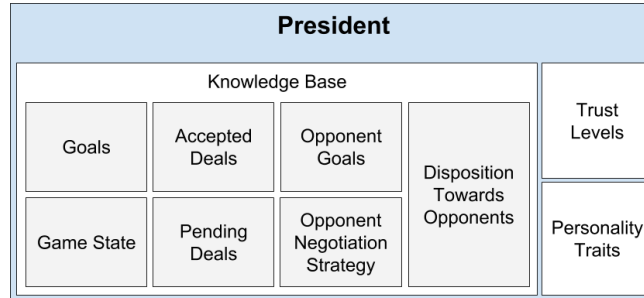 President
Knowledge Base
Goals
Accepted
Deals
Opponent
Goals
Disposition
Towards
Opponents
Game State
Pending
Deals
Opponent
Negotiation
Strategy
Trust
Levels
Personality
Traits